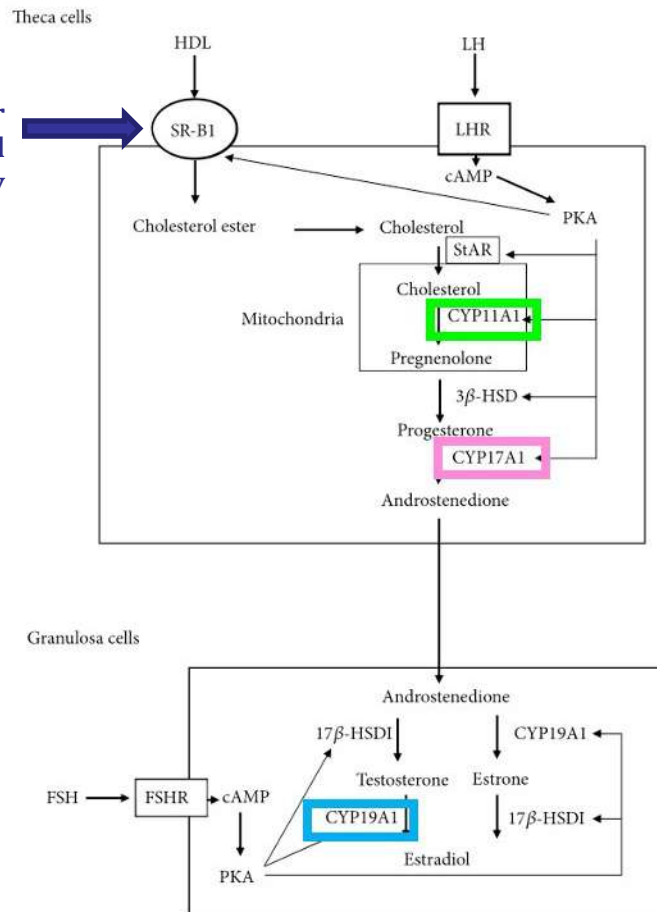 Theca cells
HDL
LH
r
SR-B1
LHR
l
y
cAMP
PKA
Cholesterol ester
Cholesterol
StAR
Cholesterol
Mitochondria
CYP11A1
Pregnenolone
3β-HSD
Progesterone
CYP17A1
Androstenedione
Granulosa cells
Androstenedione
17β-HSDI
CYP19A1
Testosterone
Estrone
FSH
FSHR
cAMP
CYP19A1
17β-HSDI
Estradiol
PKA